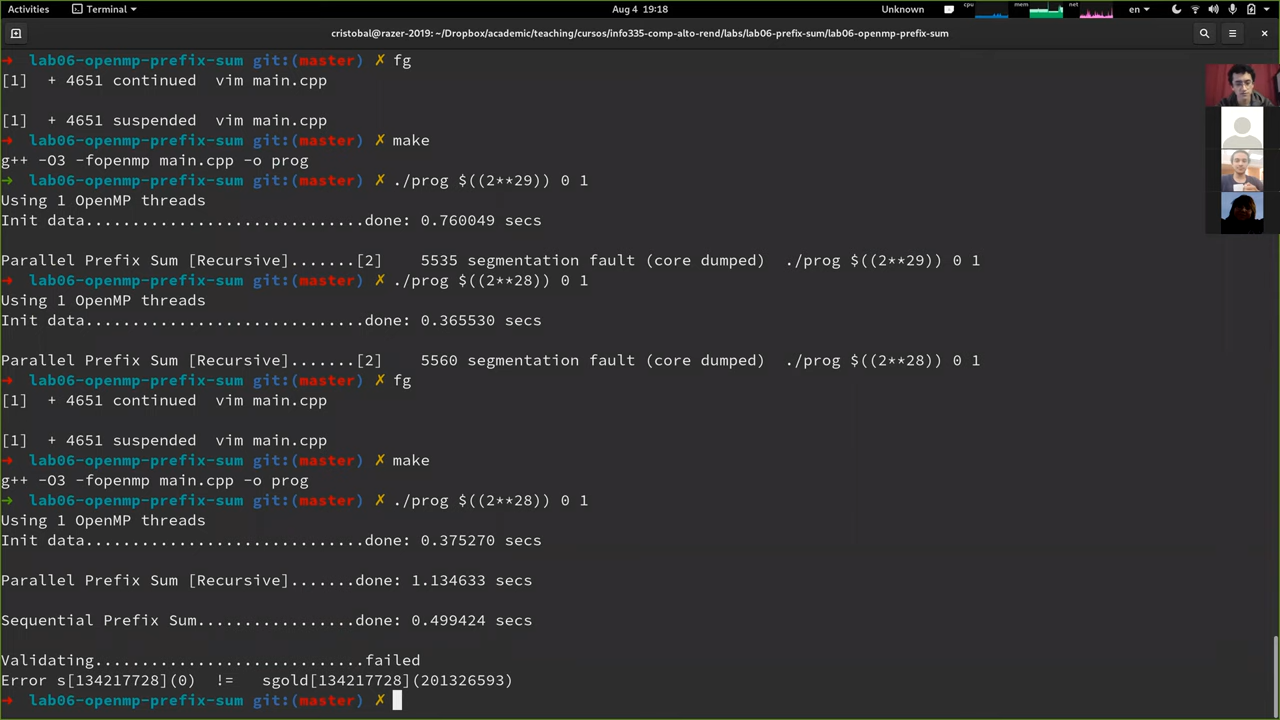 Activities Terminal Aug 4 19:18 Unknown cpu mem net en
cristobal@razer-2019: ~/Dropbox/academic/teaching/cursos/info335-comp-alto-rend/labs/lab06-prefix-sum/lab06-openmp-prefix-sum
→ lab06-openmp-prefix-sum git:(master) ✗ fg
[1]  + 4651 continued  vim main.cpp
[1]  + 4651 suspended  vim main.cpp
→ lab06-openmp-prefix-sum git:(master) ✗ make
g++ -O3 -fopenmp main.cpp -o prog
→ lab06-openmp-prefix-sum git:(master) ✗ ./prog $((2**29)) 0 1
Using 1 OpenMP threads
Init data.............................done: 0.760049 secs
Parallel Prefix Sum [Recursive].......[2]    5535 segmentation fault (core dumped)  ./prog $((2**29)) 0 1
→ lab06-openmp-prefix-sum git:(master) ✗ ./prog $((2**28)) 0 1
Using 1 OpenMP threads
Init data.............................done: 0.365530 secs
Parallel Prefix Sum [Recursive].......[2]    5560 segmentation fault (core dumped)  ./prog $((2**28)) 0 1
→ lab06-openmp-prefix-sum git:(master) ✗ fg
[1]  + 4651 continued  vim main.cpp
[1]  + 4651 suspended  vim main.cpp
→ lab06-openmp-prefix-sum git:(master) ✗ make
g++ -O3 -fopenmp main.cpp -o prog
→ lab06-openmp-prefix-sum git:(master) ✗ ./prog $((2**28)) 0 1
Using 1 OpenMP threads
Init data.............................done: 0.375270 secs
Parallel Prefix Sum [Recursive].......done: 1.134633 secs
Sequential Prefix Sum.................done: 0.499424 secs
Validating.............................failed
Error s[134217728](0)  !=   sgold[134217728](201326593)
→ lab06-openmp-prefix-sum git:(master) ✗